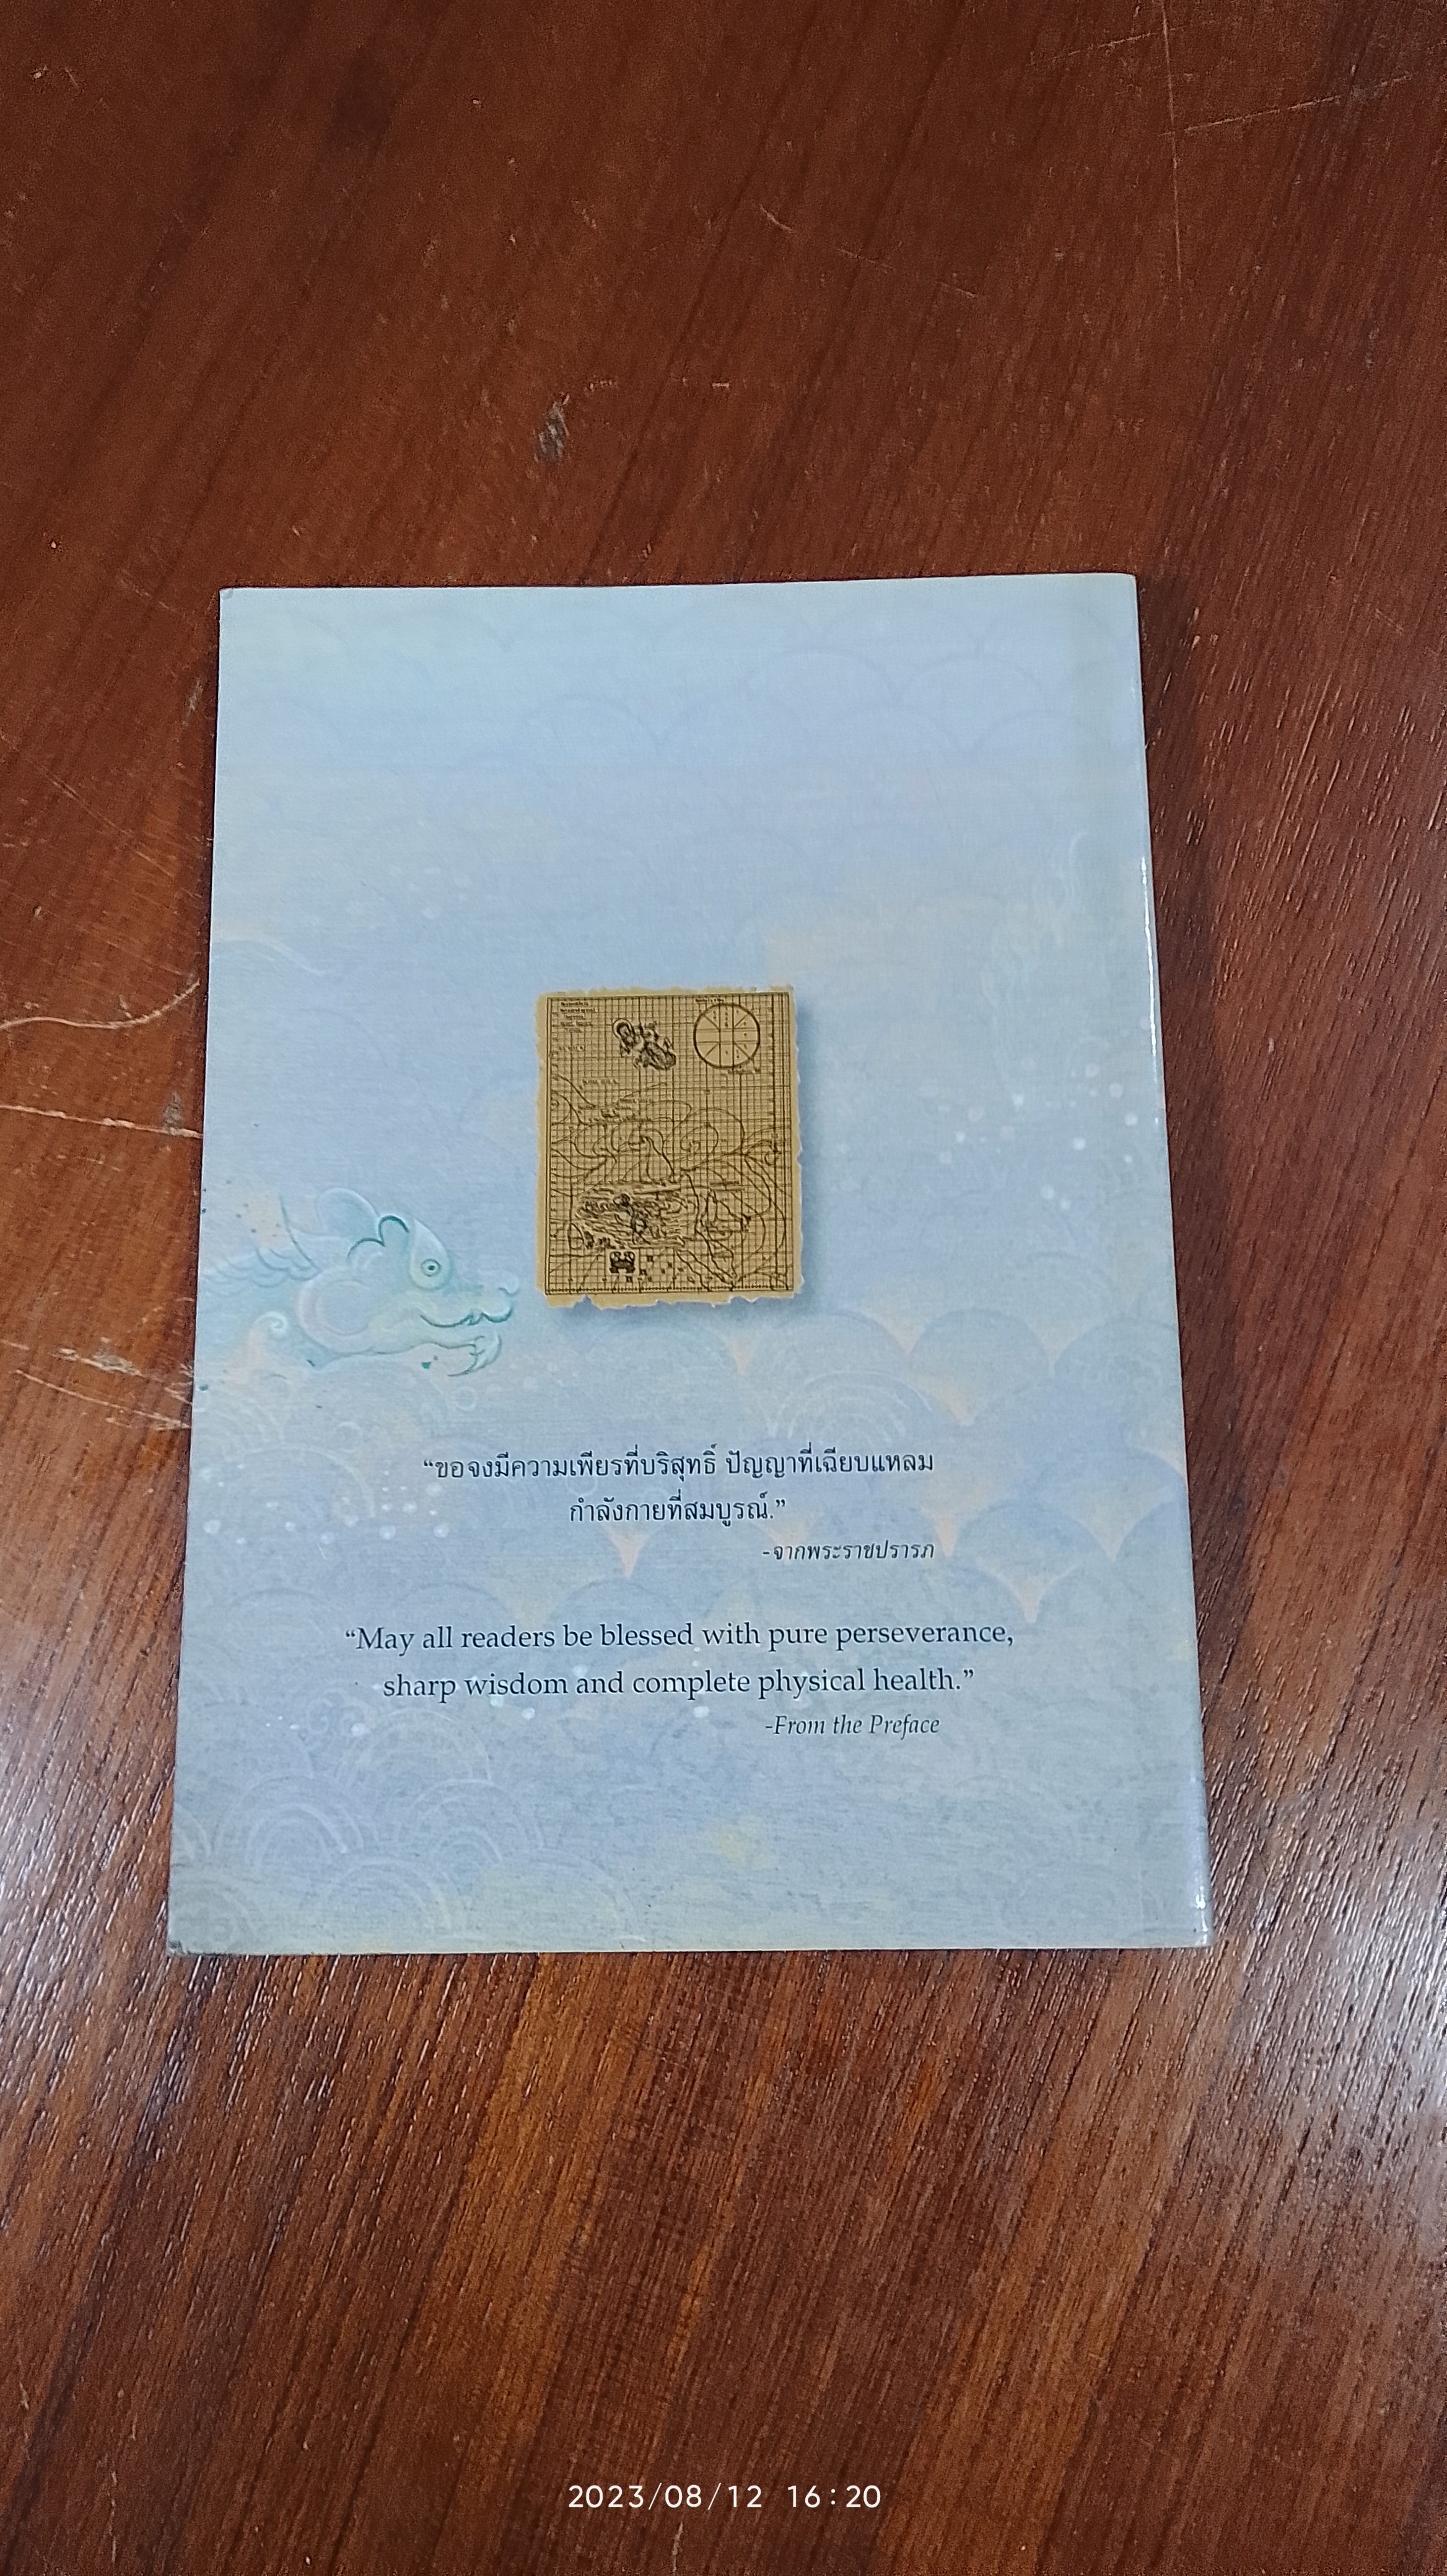 “ขอจงมีความเพียรที่บริสุทธิ์ ปัญญาที่เฉียบแหลม
กำลังกายที่สมบูรณ์.”
-จากพระราชปรารภ
“May all readers be blessed with pure perseverance,
sharp wisdom and complete physical health.”
-From the Preface
2023/08/12 16:20